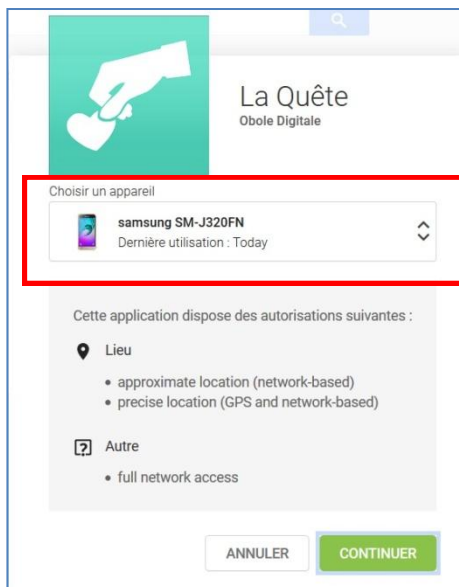 La Quête
Obole Digitale
Choisir un appareil
samsung SM-J320FN
Dernière utilisation : Today
Cette application dispose des autorisations suivantes :
Lieu
• approximate location (network-based)
• precise location (GPS and network-based)
Autre
• full network access
ANNULER CONTINUER